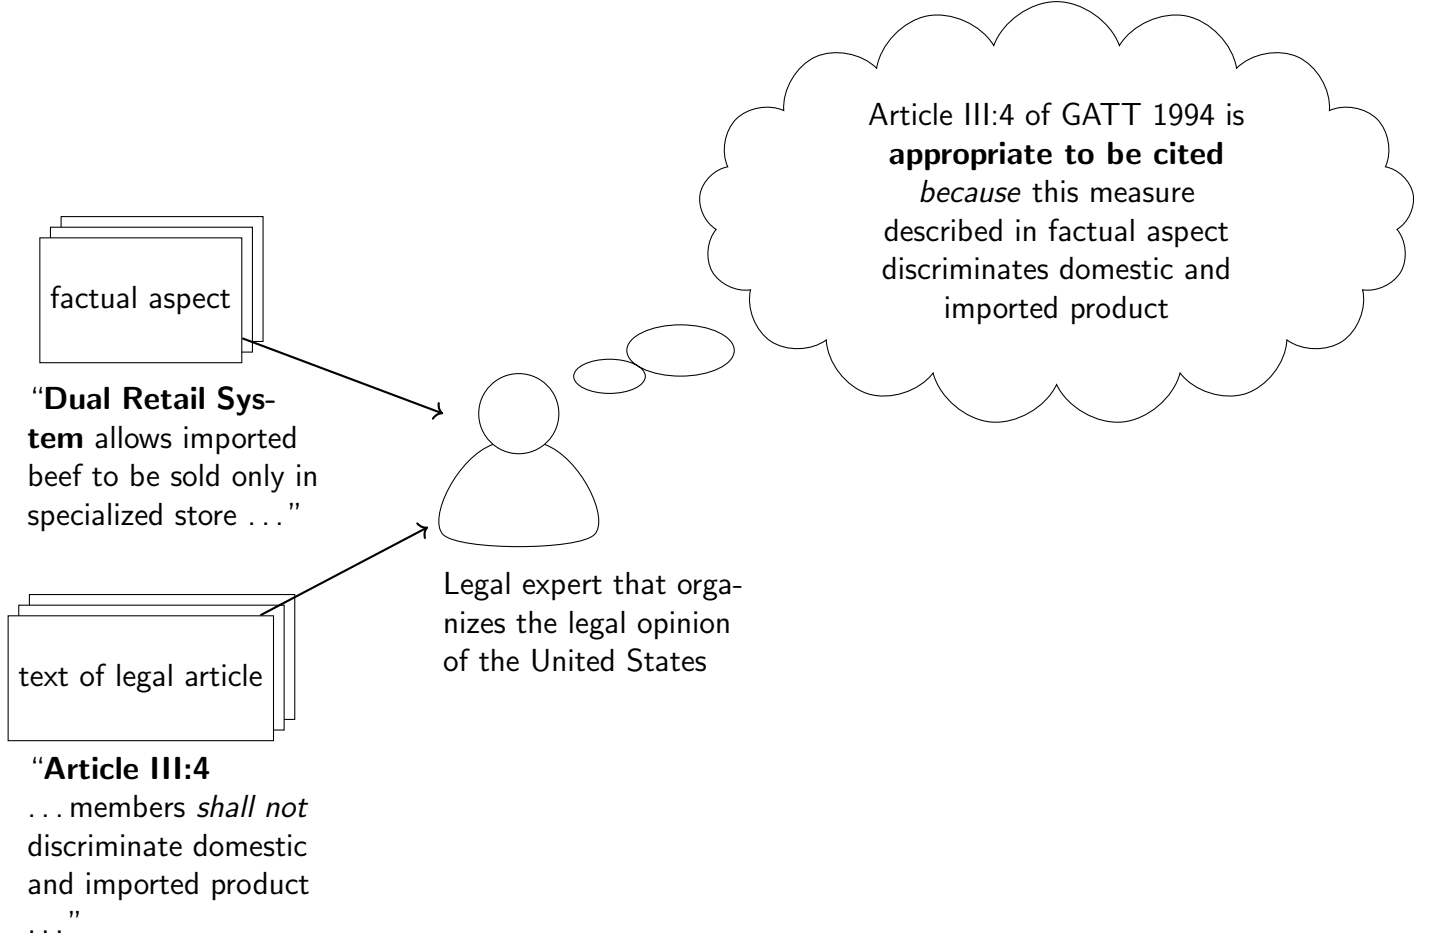 factual aspect
“Dual Retail Sys-
tem allows imported
beef to be sold only in
specialized store ...”
text of legal article
“Article III:4
...members shall not
discriminate domestic
and imported product
...”
Legal expert that orga-
nizes the legal opinion
of the United States
Article III:4 of GATT 1994 is
appropriate to be cited
because this measure
described in factual aspect
discriminates domestic and
imported product